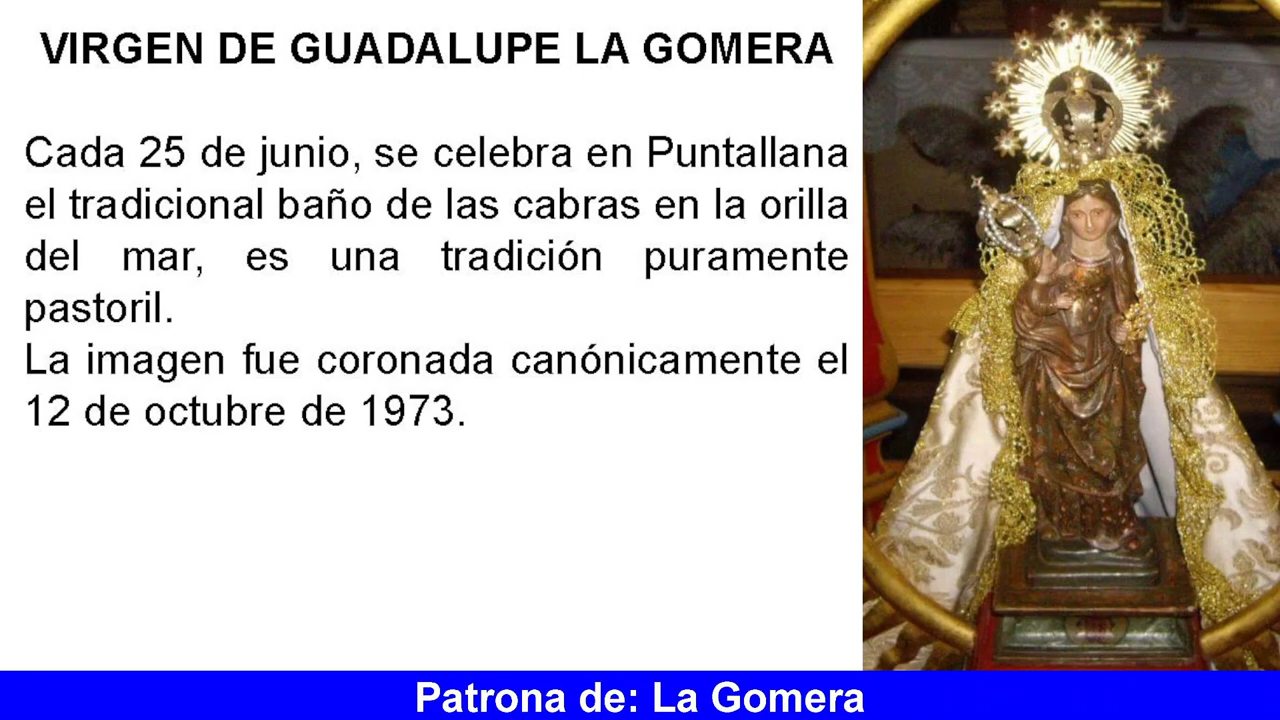 VIRGEN DE GUADALUPE LA GOMERA
Cada 25 de junio, se celebra en Puntallana
el tradicional baño de las cabras en la orilla
del mar, es una tradición puramente
pastoril.
La imagen fue coronada canónicamente el
12 de octubre de 1973.
Patrona de: La Gomera